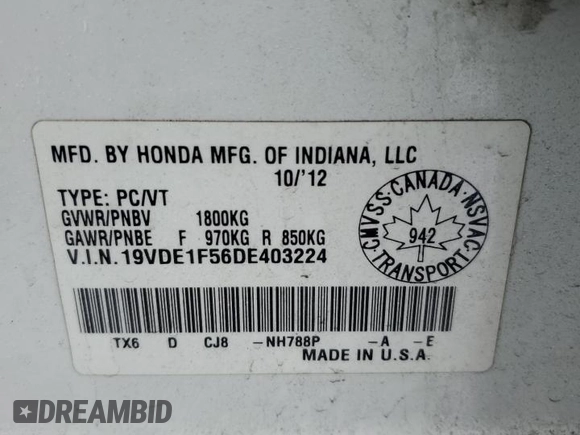 MFD. BY HONDA MFG. OF INDIANA, LLC
10/'12
TYPE: PC/VT
GVWR/PNBV 1800KG
GAWR/PNBE F 970KG R 850KG
V.I.N. 19VDE1F56DE403224
CMVSS · CANADA · NSVAC · TRANSPORT ·
942
TX6 D CJ8 -NH788P -A -E
MADE IN U.S.A.
DREAMBID